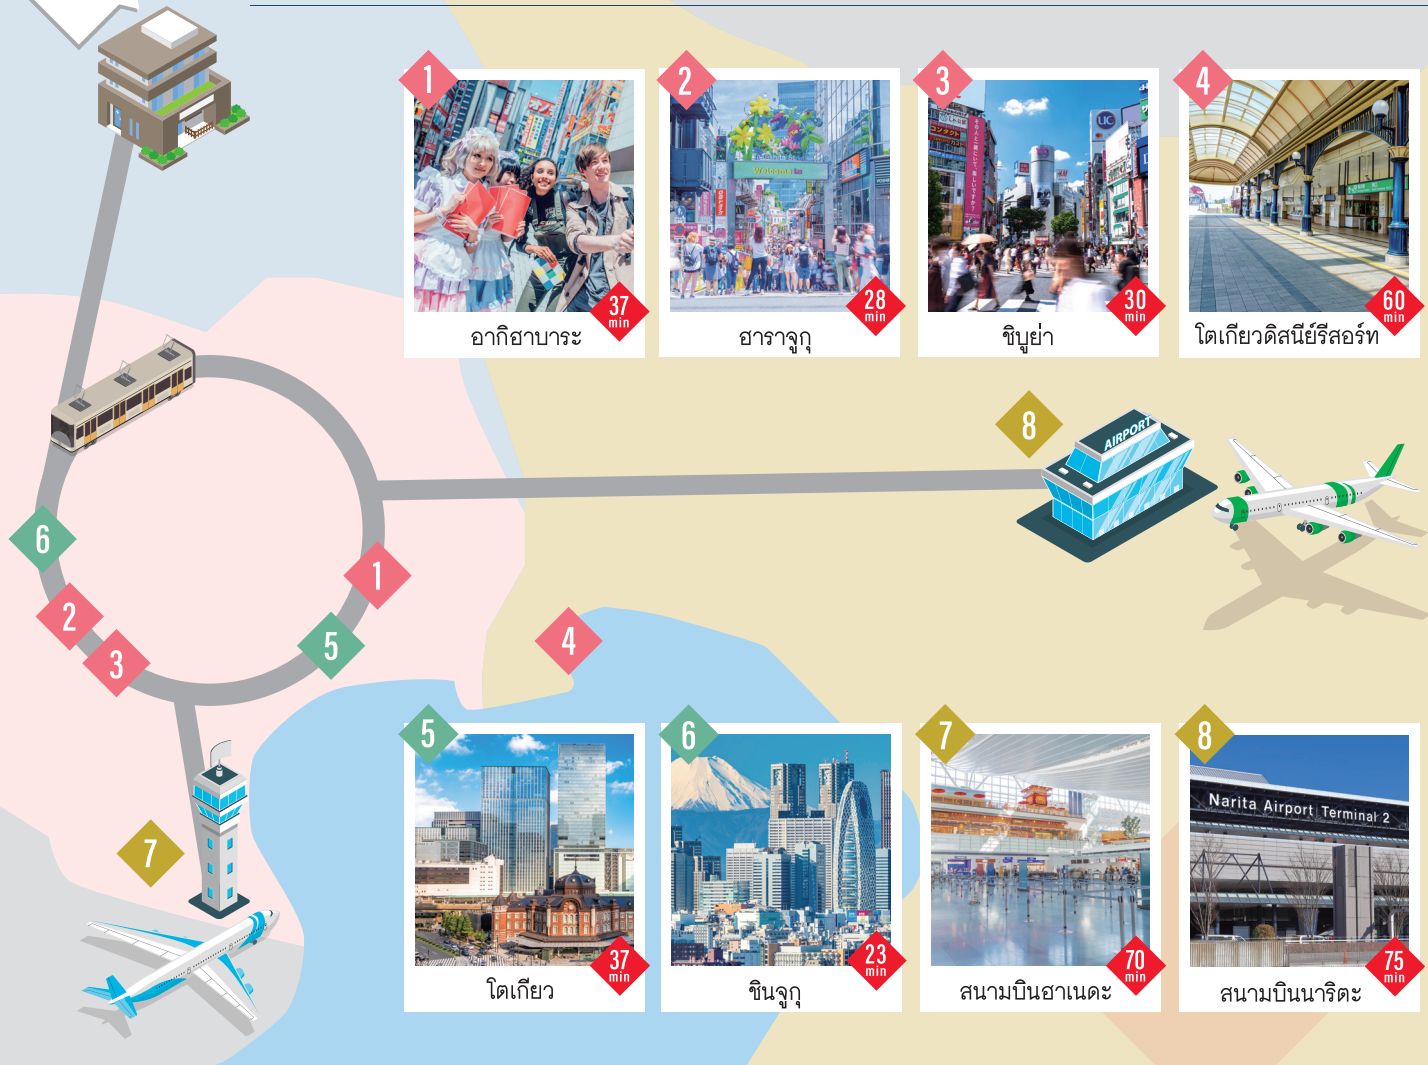 1
2
3
4
Welcome to
UC
H&M
37
min
28
min
30
min
60
min
อากิฮาบาระ
ฮาราจูกุ
ชิบูย่า
โตเกียวดิสนีย์รีสอร์ท
8
AIRPORT
6
1
2
5
3
4
7
5
6
7
8
Narita Airport Terminal 2
37
min
23
min
70
min
75
min
โตเกียว
ชินจูกุ
สนามบินฮาเนดะ
สนามบินนาริตะ